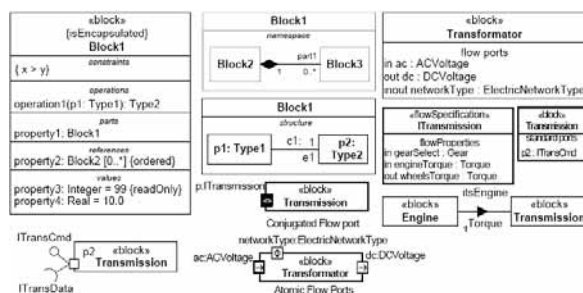 «block»
{isEncapsulated}
Block1
constraints
{ x > y }
operations
operation1(p1: Type1): Type2
parts
property1: Block1
references
property2: Block2 [0..*] {ordered}
values
property3: Integer = 99 {readOnly}
property4: Real = 10.0
ITransCmd
p2
«block»
Transmission
ITransData
Block1
namespace
Block2
part1
Block3
1
0..*
Block1
structure
p1: Type1
c1:
1
p2:
Type2
e1
p:ITransmission
«block»
Transmission
Conjugated Flow port
networkType:ElectricNetworkType
ac:ACVoltage
«block»
Transformator
dc:DCVoltage
Atomic Flow Ports
«block»
Transformator
flow ports
in ac : ACVoltage
out dc : DCVoltage
inout networkType : ElectricNetworkType
«flowSpecification»
ITransmission
flowProperties
in gearSelect : Gear
in engineTorque : Torque
out wheelsTorque : Torque
«block»
Transmission
standard ports
p2 : ITransCmd
itsEngine
«block»
Engine
1
Torque
«block»
Transmission